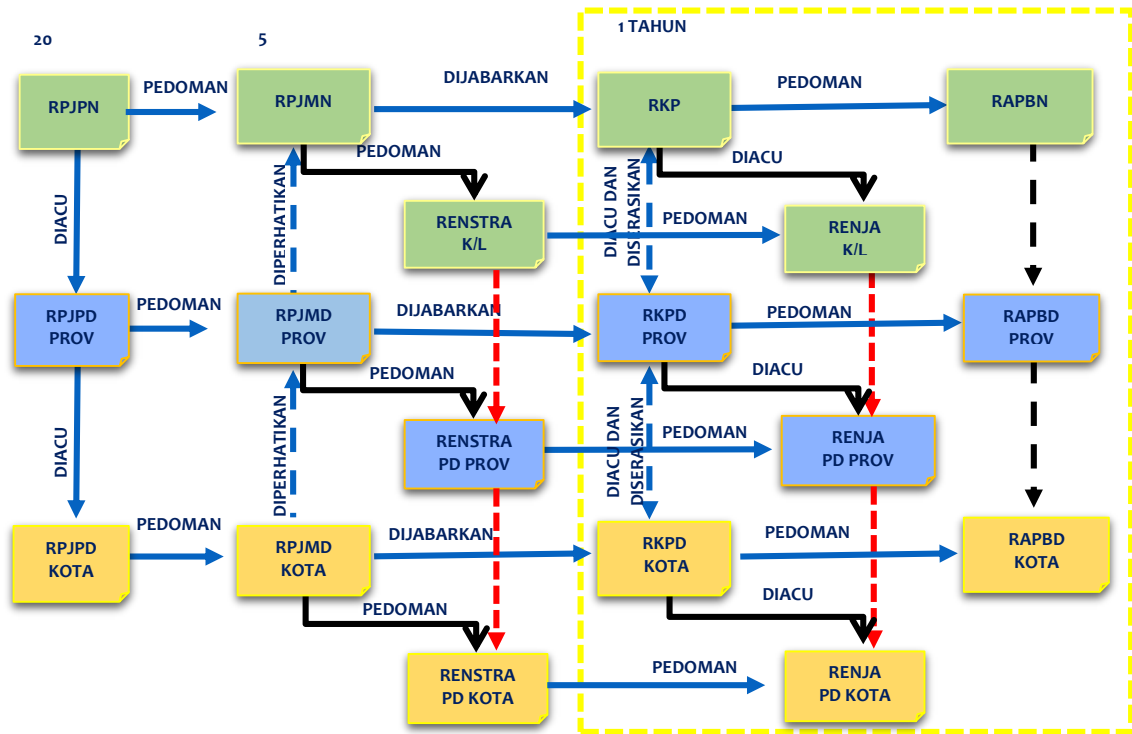 20
5
1 TAHUN
RPJPN
PEDOMAN
RPJMN
DIJABARKAN
RKP
PEDOMAN
RAPBN
DIACU
DIPERHATIKAN
PEDOMAN
RENSTRA
K/L
PEDOMAN
DIACU DAN
DISERASIKAN
DIACU
RENJA
K/L
RPJPD
PROV
PEDOMAN
RPJMD
PROV
DIJABARKAN
RKPD
PROV
PEDOMAN
RAPBD
PROV
DIACU
DIPERHATIKAN
PEDOMAN
RENSTRA
PD PROV
PEDOMAN
DIACU DAN
DISERASIKAN
DIACU
RENJA
PD PROV
RPJPD
KOTA
PEDOMAN
RPJMD
KOTA
DIJABARKAN
RKPD
KOTA
PEDOMAN
RAPBD
KOTA
PEDOMAN
RENSTRA
PD KOTA
PEDOMAN
DIACU
RENJA
PD KOTA